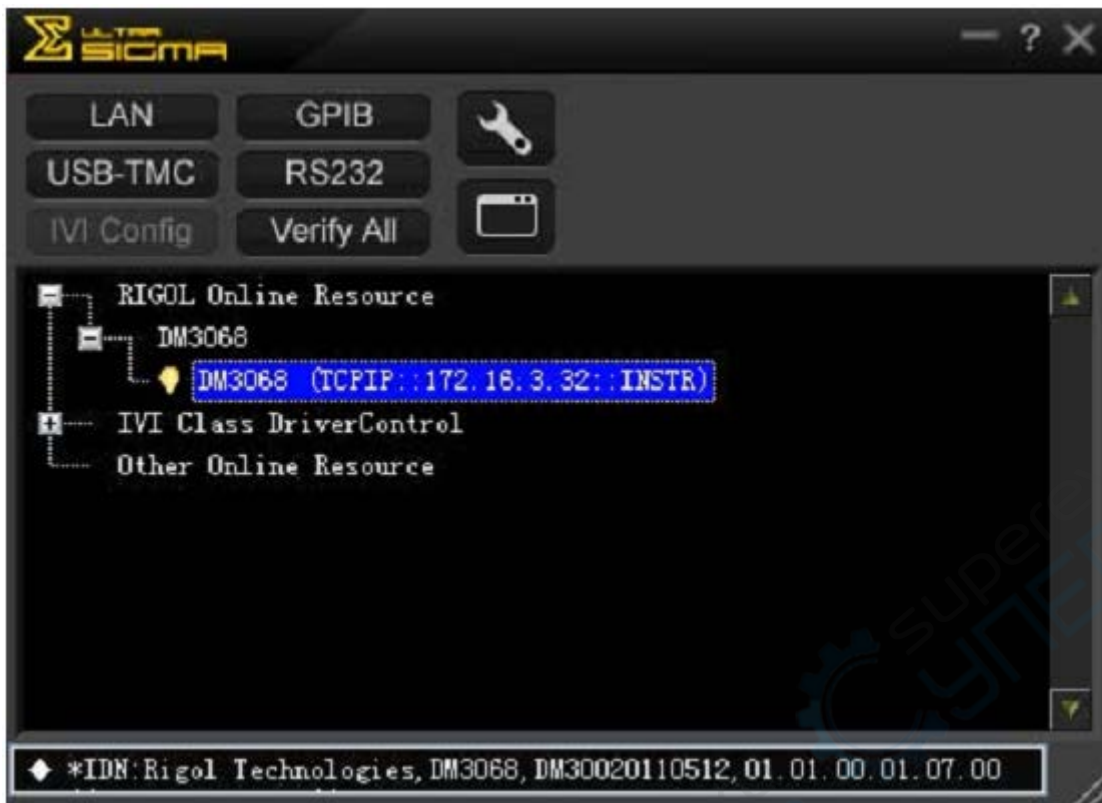 ULTRA
SIGMA
?
LAN
GPIB
USB-TMC
RS232
IVI Config
Verify All
RIGOL Online Resource
DM3068
DM3068 (TCPIP::172.16.3.32::INSTR)
IVI Class DriverControl
Other Online Resource
*IDN:Rigol Technologies,DM3068,DM30020110512,01.01.00.01.07.00